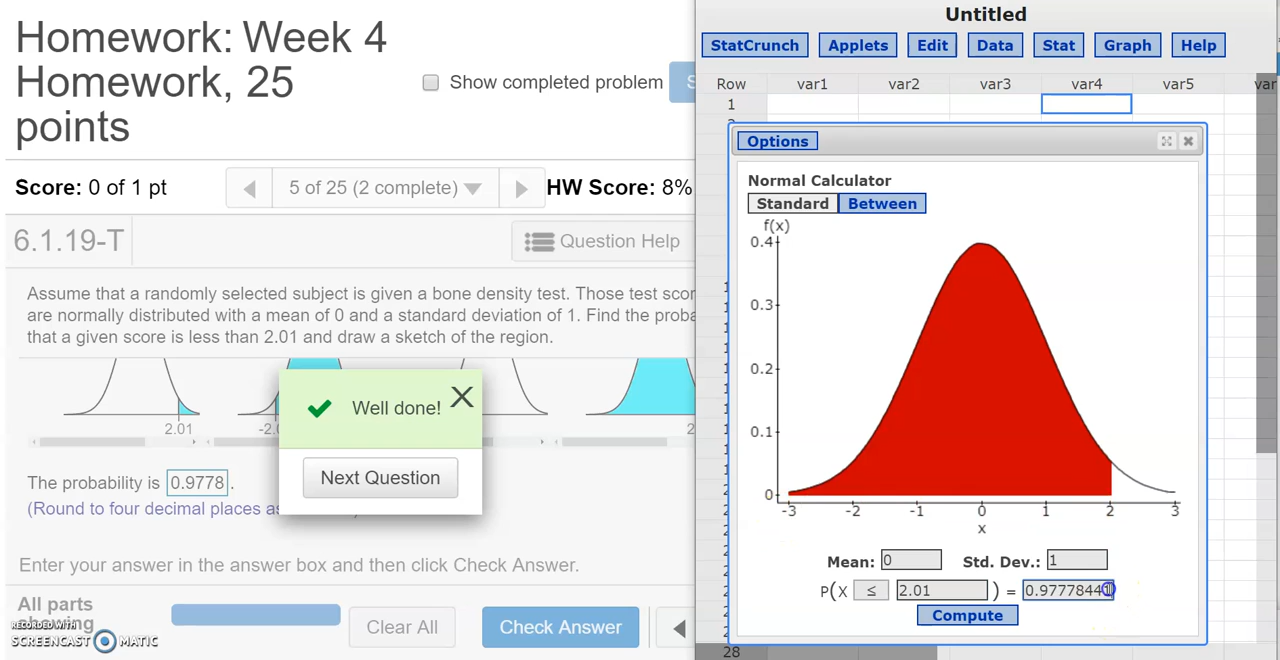 Homework: Week 4
Homework, 25
points
Show completed problem
Score: 0 of 1 pt
5 of 25 (2 complete)
HW Score: 8%
6.1.19-T
Question Help
Assume that a randomly selected subject is given a bone density test. Those test scor
are normally distributed with a mean of 0 and a standard deviation of 1. Find the proba
that a given score is less than 2.01 and draw a sketch of the region.
2.01
-2.0
2
Well done!
Next Question
The probability is 0.9778.
(Round to four decimal places as
Enter your answer in the answer box and then click Check Answer.
All parts
showing
Clear All
Check Answer
RECORDED WITH
SCREENCAST MATIC
Untitled
StatCrunch Applets Edit Data Stat Graph Help
Row var1 var2 var3 var4 var5 var
1
Options
Normal Calculator
Standard Between
f(x)
0.4
0.3
0.2
0.1
0
-3 -2 -1 0 1 2 3
x
Mean: 0 Std. Dev.: 1
P(X ≤ 2.01) = 0.9777844
Compute
28